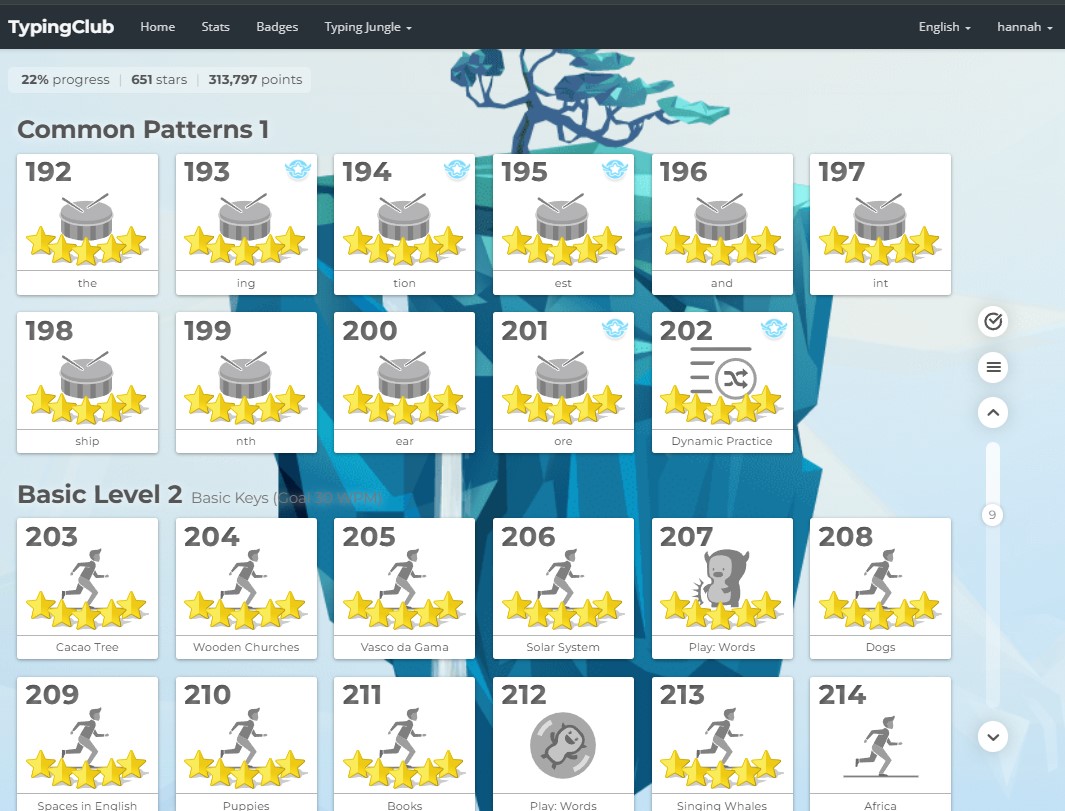 TypingClub Home Stats Badges Typing Jungle English hannah
22% progress | 651 stars | 313,797 points
Common Patterns 1
192 193 194 195 196 197
the ing tion est and int
198 199 200 201 202
ship nth ear ore Dynamic Practice
Basic Level 2 Basic Keys (Goal 30 WPM)
203 204 205 206 207 208
Cacao Tree Wooden Churches Vasco da Gama Solar System Play: Words Dogs
9
209 210 211 212 213 214
Spaces in English Puppies Books Play: Words Singing Whales Africa